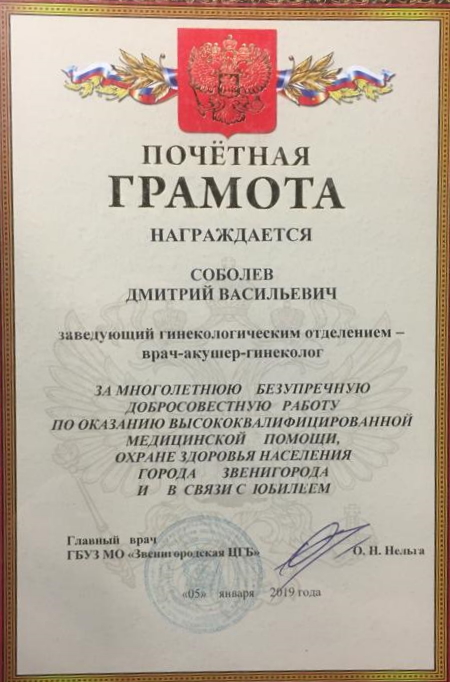 ПОЧЁТНАЯ
ГРАМОТА
НАГРАЖДАЕТСЯ
СОБОЛЕВ
ДМИТРИЙ ВАСИЛЬЕВИЧ
заведующий гинекологическим отделением –
врач-акушер-гинеколог
ЗА МНОГОЛЕТНЮЮ БЕЗУПРЕЧНУЮ
ДОБРОСОВЕСТНУЮ РАБОТУ
ПО ОКАЗАНИЮ ВЫСОКОКВАЛИФИЦИРОВАННОЙ
МЕДИЦИНСКОЙ ПОМОЩИ,
ОХРАНЕ ЗДОРОВЬЯ НАСЕЛЕНИЯ
ГОРОДА ЗВЕНИГОРОДА
И В СВЯЗИ С ЮБИЛЕЕМ
Главный врач
ГБУЗ МО «Звенигородская ЦГБ» О. Н. Нельга
«05» января 2019 года